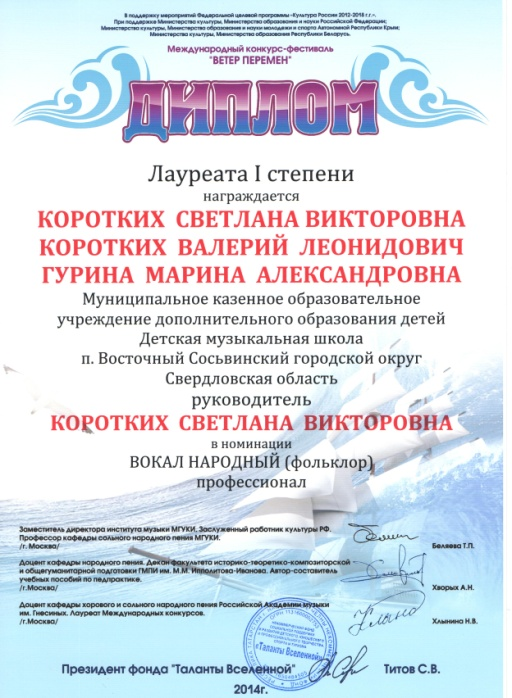 В поддержку мероприятий Федеральной целевой программы «Культура России 2012-2018 г.г.».
При поддержке Министерства культуры, Министерства образования и науки Российской Федерации;
Министерства культуры, Министерства образования и науки молодежи и спорта Автономной Республики Крым;
Министерства культуры, Министерства образования Республики Беларусь.
Международный конкурс-фестиваль
"ВЕТЕР ПЕРЕМЕН"
ДИПЛОМ
Лауреата I степени
награждается
КОРОТКИХ СВЕТЛАНА ВИКТОРОВНА
КОРОТКИХ ВАЛЕРИЙ ЛЕОНИДОВИЧ
ГУРИНА МАРИНА АЛЕКСАНДРОВНА
Муниципальное казенное образовательное
учреждение дополнительного образования детей
Детская музыкальная школа
п. Восточный Сосьвинский городской округ
Свердловская область
руководитель
КОРОТКИХ СВЕТЛАНА ВИКТОРОВНА
в номинации
ВОКАЛ НАРОДНЫЙ (фольклор)
профессионал
Заместитель директора института музыки МГУКИ, Заслуженный работник культуры РФ.
Профессор кафедры сольного народного пения МГУКИ.
/г. Москва/
Беляева Т.П.
Доцент кафедры народного пения. Декан факультета историко-теоретико-композиторской
и общегуманитарной подготовки ГМПИ им. М.М. Ипполитова-Иванова. Автор-составитель
учебных пособий по педпрактике.
/г.Москва/
Хворых А.Н.
Доцент кафедры хорового и сольного народного пения Российской Академии музыки
им. Гнесиных. Лауреат Международных конкурсов.
/г.Москва/
Хлынина Н.В.
«Таланты Вселенной»
Президент фонда "Таланты Вселенной"
Титов С.В.
2014г.